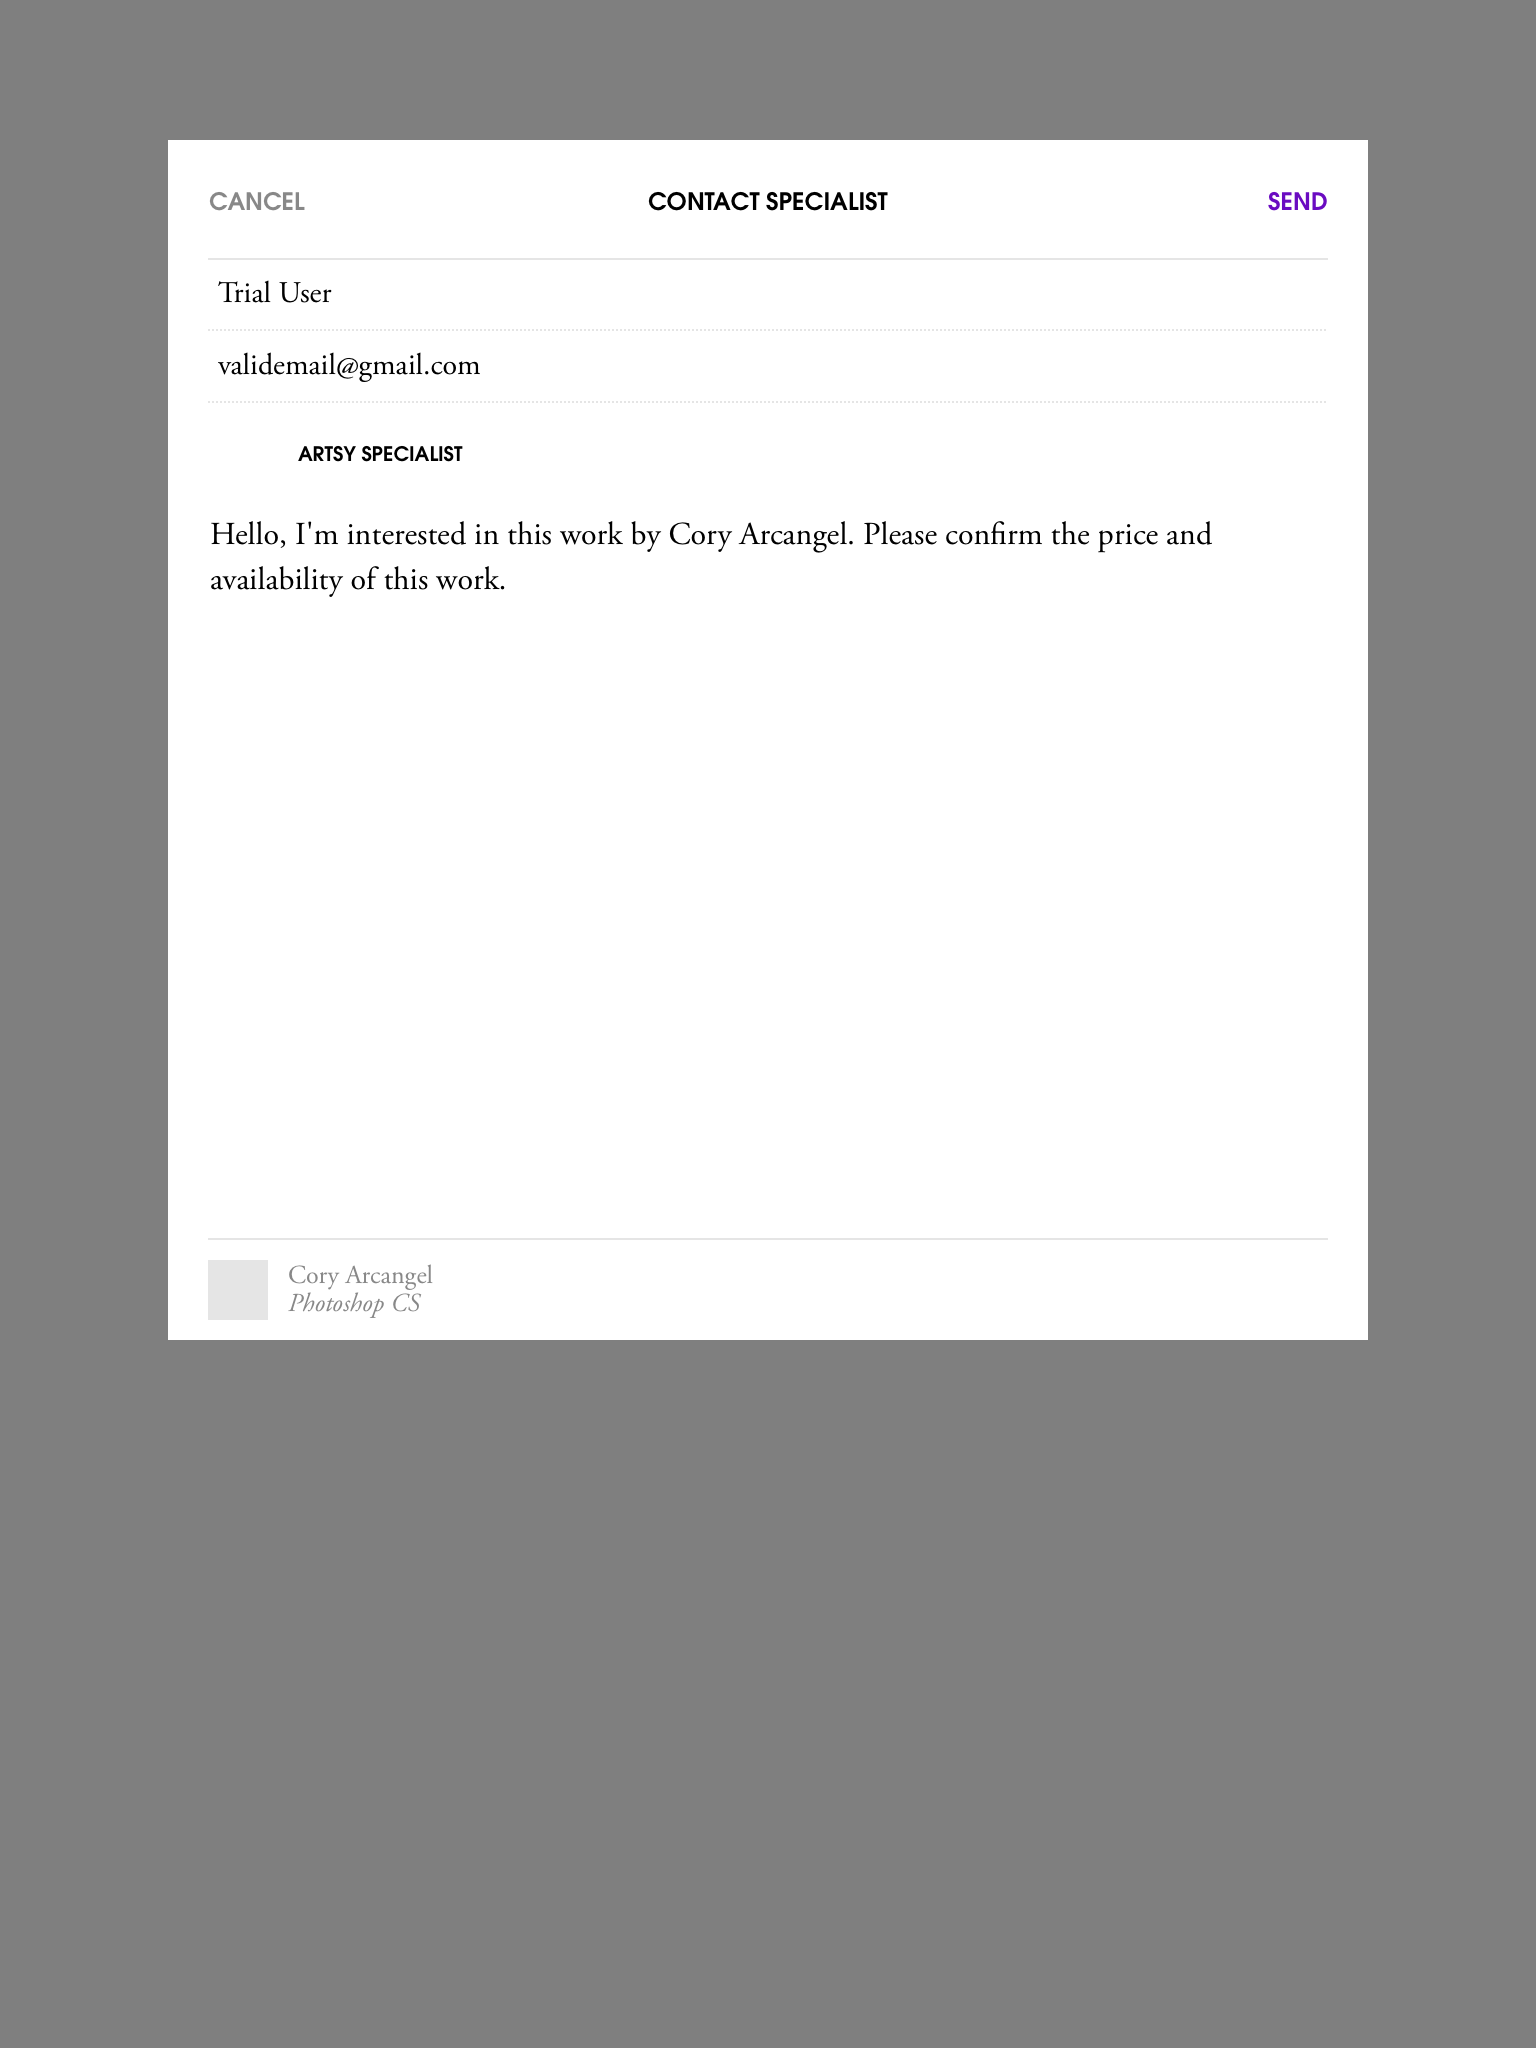 CANCEL CONTACT SPECIALIST SEND
Trial User
validemail@gmail.com
ARTSY SPECIALIST
Hello, I'm interested in this work by Cory Arcangel. Please confirm the price and
availability of this work.
Cory Arcangel
Photoshop CS